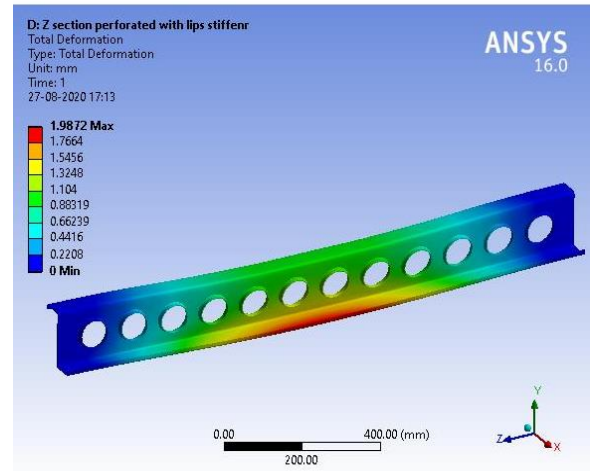 D: Z section perforated with lips stiffenr
Total Deformation
Type: Total Deformation
Unit: mm
Time: 1
27-08-2020 17:13
ANSYS
16.0
1.9872 Max
1.7664
1.5456
1.3248
1.104
0.88319
0.66239
0.4416
0.2208
0 Min
0.00 400.00 (mm)
200.00
Y
Z X